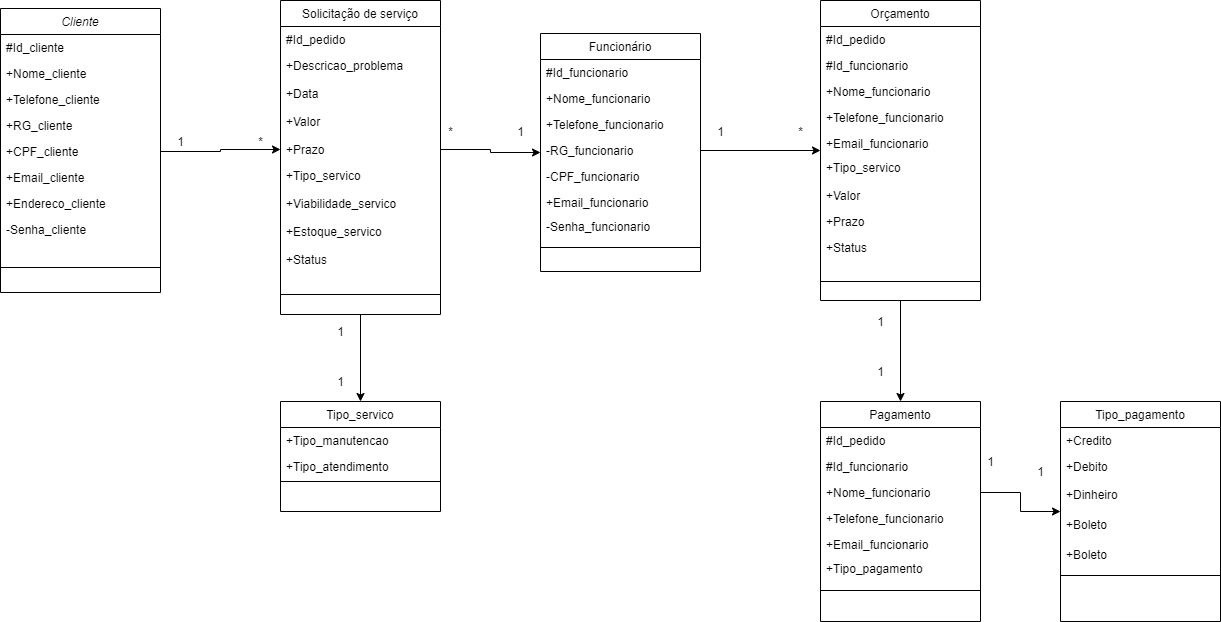 Cliente
#Id_cliente
+Nome_cliente
+Telefone_cliente
+RG_cliente
+CPF_cliente
+Email_cliente
+Endereco_cliente
-Senha_cliente
1
*
Solicitação de serviço
#Id_pedido
+Descricao_problema
+Data
+Valor
+Prazo
+Tipo_servico
+Viabilidade_servico
+Estoque_servico
+Status
*
1
Funcionário
#Id_funcionario
+Nome_funcionario
+Telefone_funcionario
-RG_funcionario
-CPF_funcionario
+Email_funcionario
-Senha_funcionario
1
*
Orçamento
#Id_pedido
#Id_funcionario
+Nome_funcionario
+Telefone_funcionario
+Email_funcionario
+Tipo_servico
+Valor
+Prazo
+Status
1
1
Tipo_servico
+Tipo_manutencao
+Tipo_atendimento
1
1
Pagamento
#Id_pedido
#Id_funcionario
+Nome_funcionario
+Telefone_funcionario
+Email_funcionario
+Tipo_pagamento
1
1
Tipo_pagamento
+Credito
+Debito
+Dinheiro
+Boleto
+Boleto